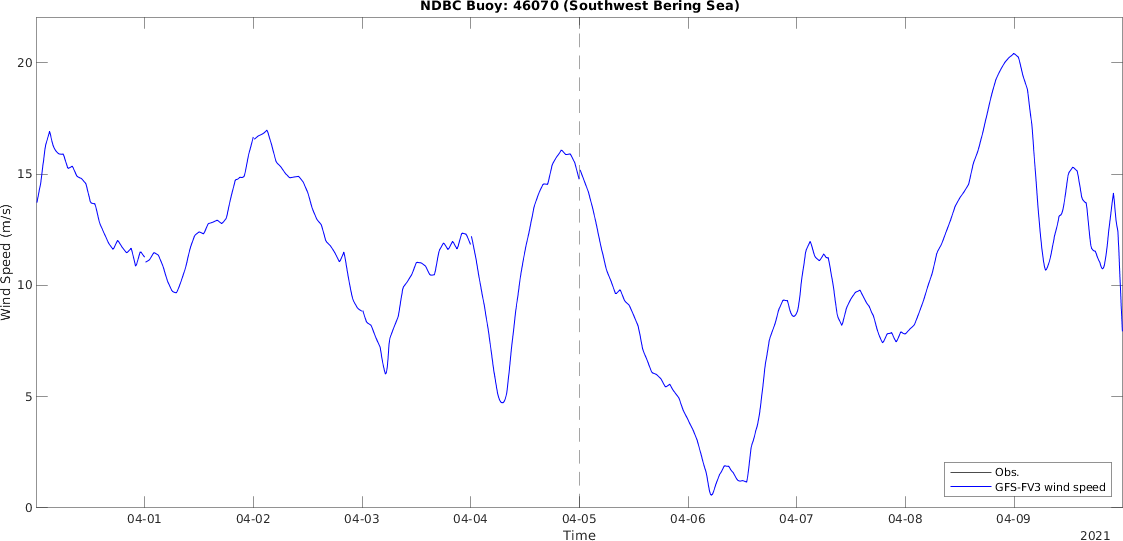 NDBC Buoy: 46070 (Southwest Bering Sea)
Wind Speed (m/s)
20
15
10
5
0
Obs.
GFS-FV3 wind speed
04-01 04-02 04-03 04-04 04-05 04-06 04-07 04-08 04-09
Time
2021